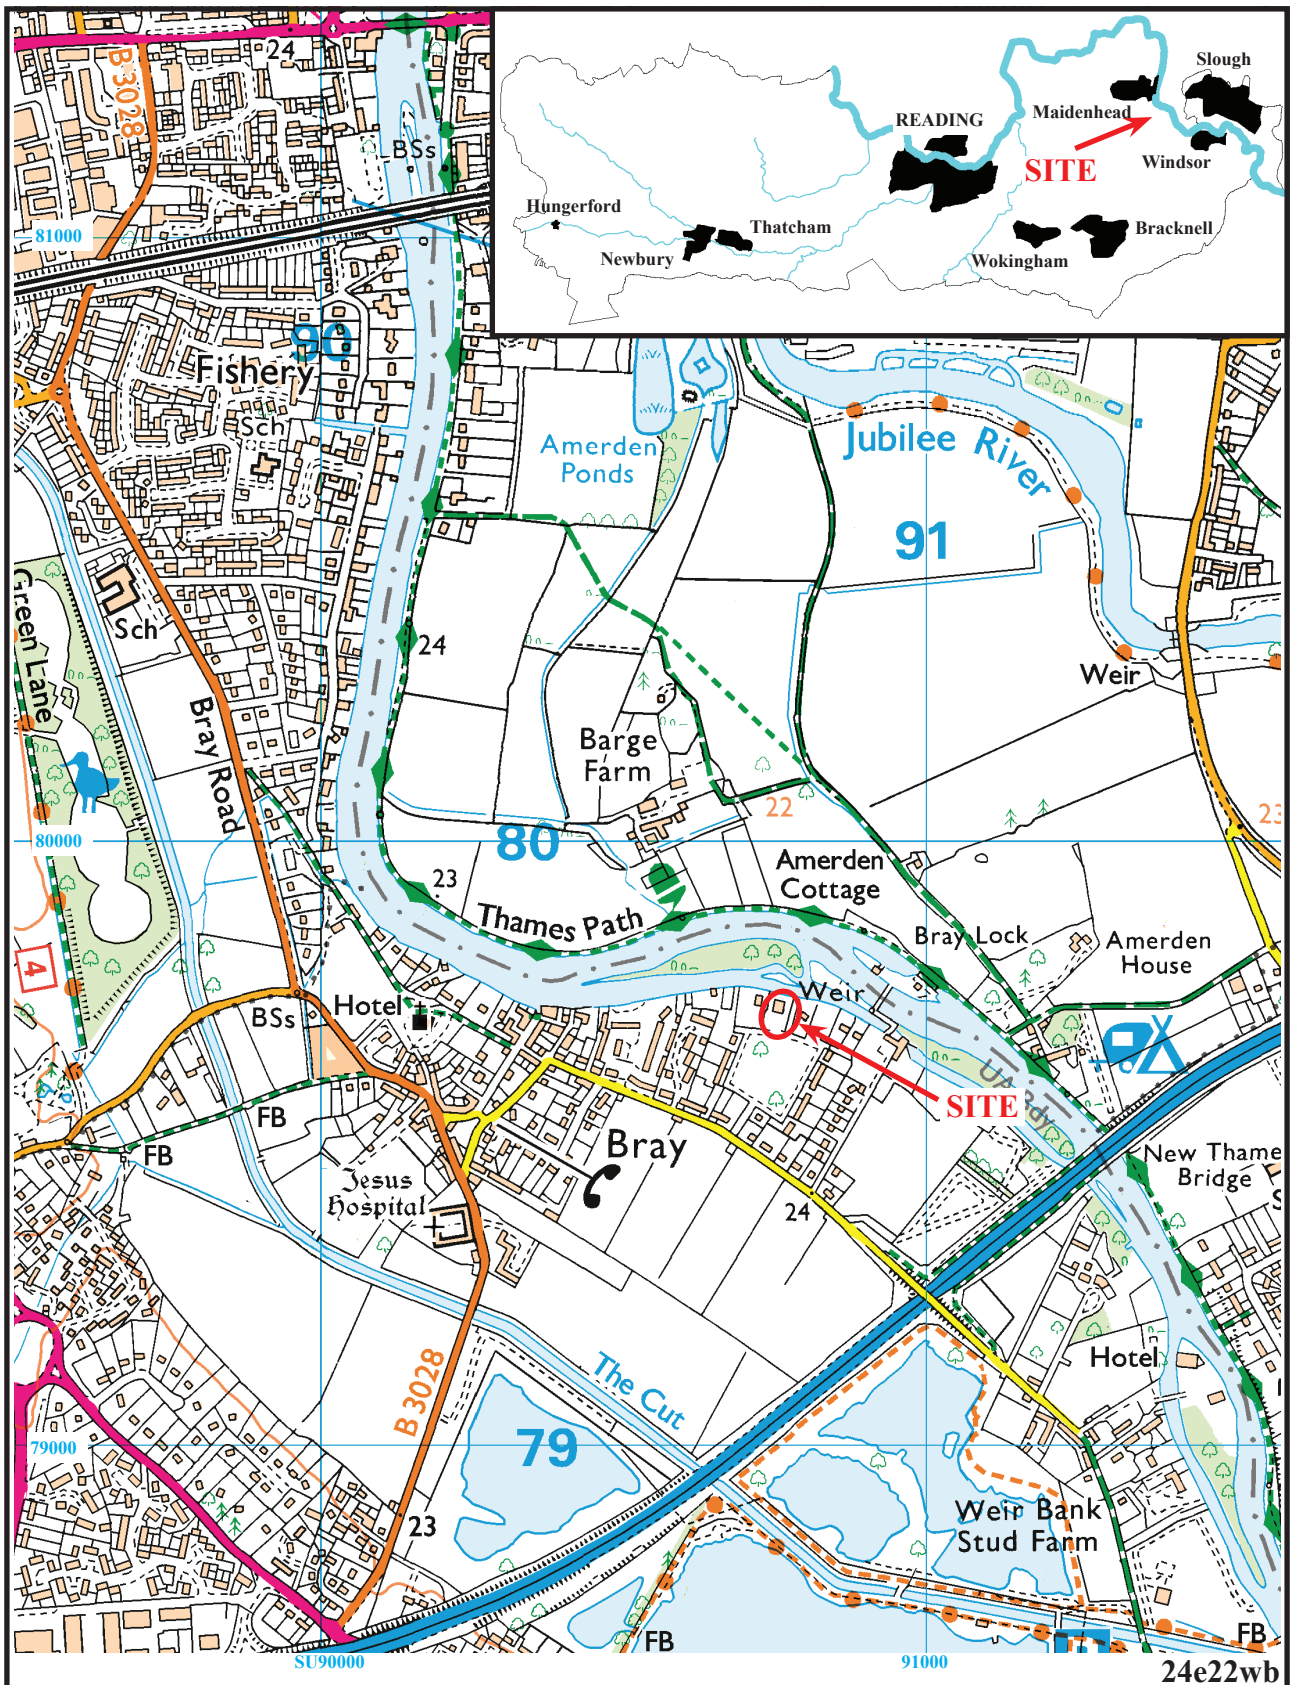 24
B 3028
BSs
81000
90
Fishery
Sch
READING
Maidenhead
Slough
SITE
Windsor
Hungerford
Newbury
Thatcham
Wokingham
Bracknell
Amerden
Ponds
Jubilee River
91
Green Lane
Sch
24
Weir
Bray Road
Barge
Farm
22
23
80000
80
23
Amerden
Cottage
Thames Path
Bray Lock
Amerden
House
4
Hotel
BSs
Weir
SITE
UA Bdy
FB
FB
Bray
New Thame
Bridge
Jesus
Hospital
24
Hotel
B 3028
The Cut
79000
79
23
Weir Bank
Stud Farm
FB
FB
SU90000
91000
24e22wb